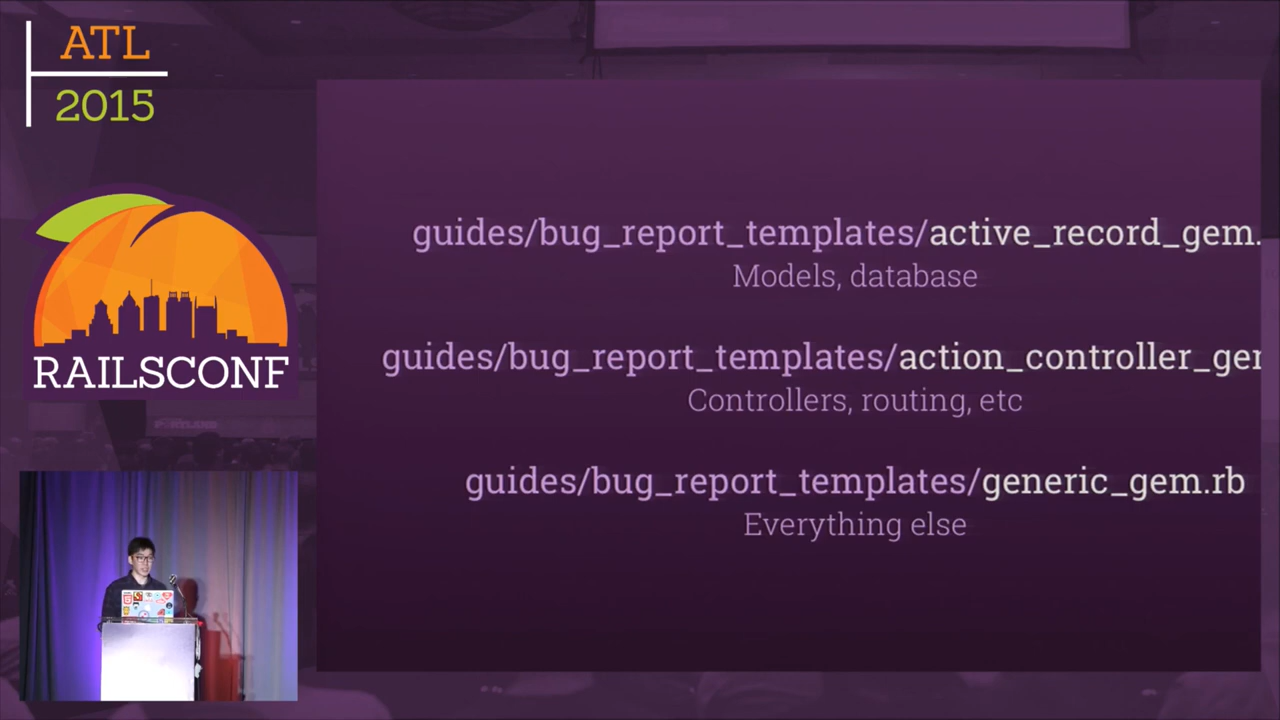 ATL
2015
RAILSCONF
guides/bug_report_templates/active_record_gem.
Models, database
guides/bug_report_templates/action_controller_ge
Controllers, routing, etc
guides/bug_report_templates/generic_gem.rb
Everything else